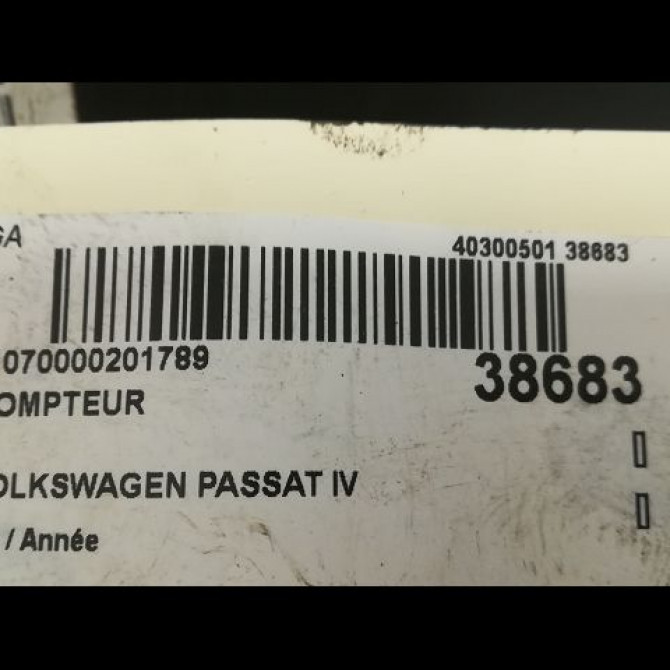 GA
40300501 38683
070000201789
38683
OMPTEUR
OLKSWAGEN PASSAT IV
/ Année